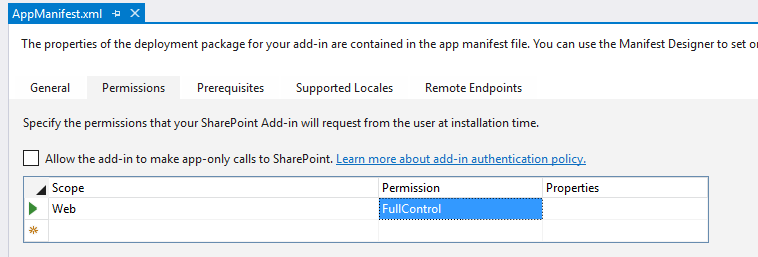 AppManifest.xml
The properties of the deployment package for your add-in are contained in the app manifest file. You can use the Manifest Designer to set or
General Permissions Prerequisites Supported Locales Remote Endpoints
Specify the permissions that your SharePoint Add-in will request from the user at installation time.
Allow the add-in to make app-only calls to SharePoint. Learn more about add-in authentication policy.
Scope Permission Properties
Web FullControl